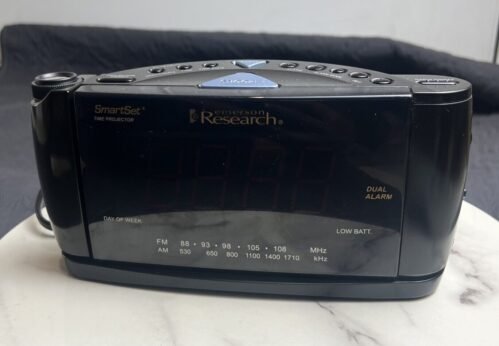 SmartSet®
TIME PROJECTOR
emerson
Research®
DUAL
ALARM
DAY OF WEEK
LOW BATT.
FM 88 • 93 • 98 • 105 • 108 MHz
AM 530 650 800 1100 1400 1710 kHz